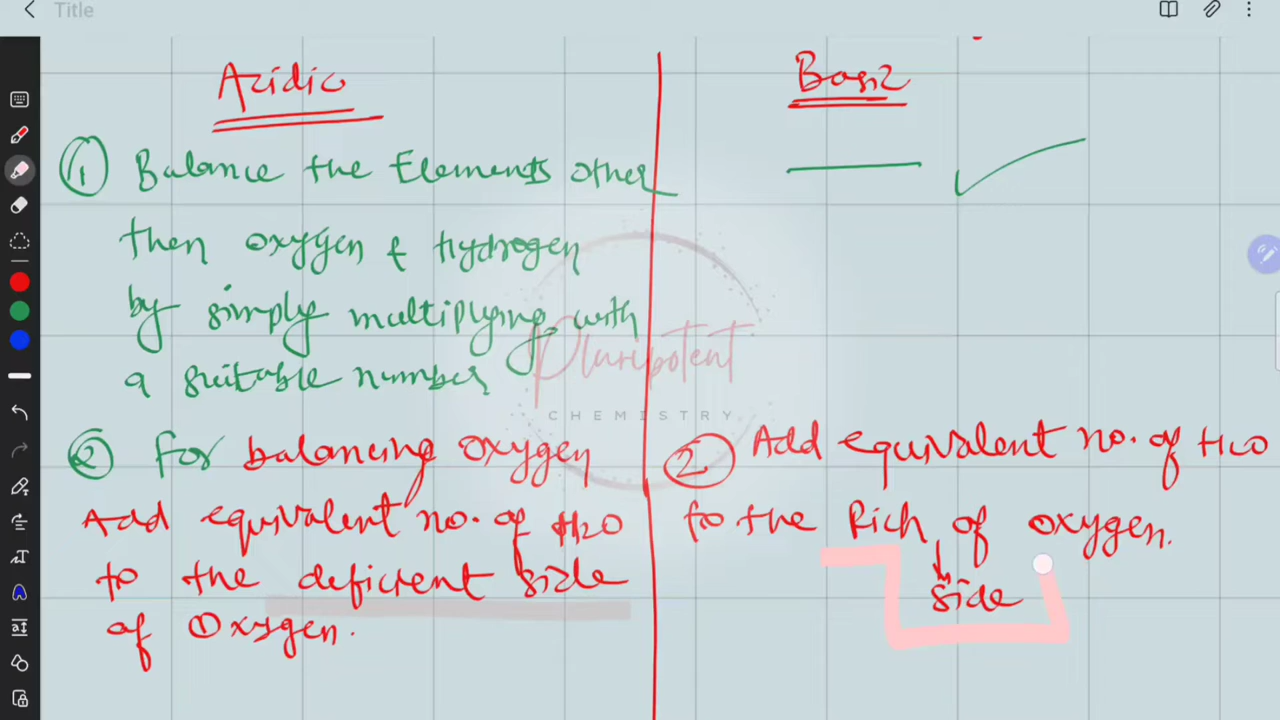 Title
Acidic
Basic
① Balance the Elements other
then oxygen & hydrogen
by simply multiplying with
a suitable number
② for balancing oxygen
Add equivalent no. of H2O
to the deficient side
of Oxygen.
② Add equivalent no. of H2O
to the Rich of oxygen.
side
Pluripotent
CHEMISTRY